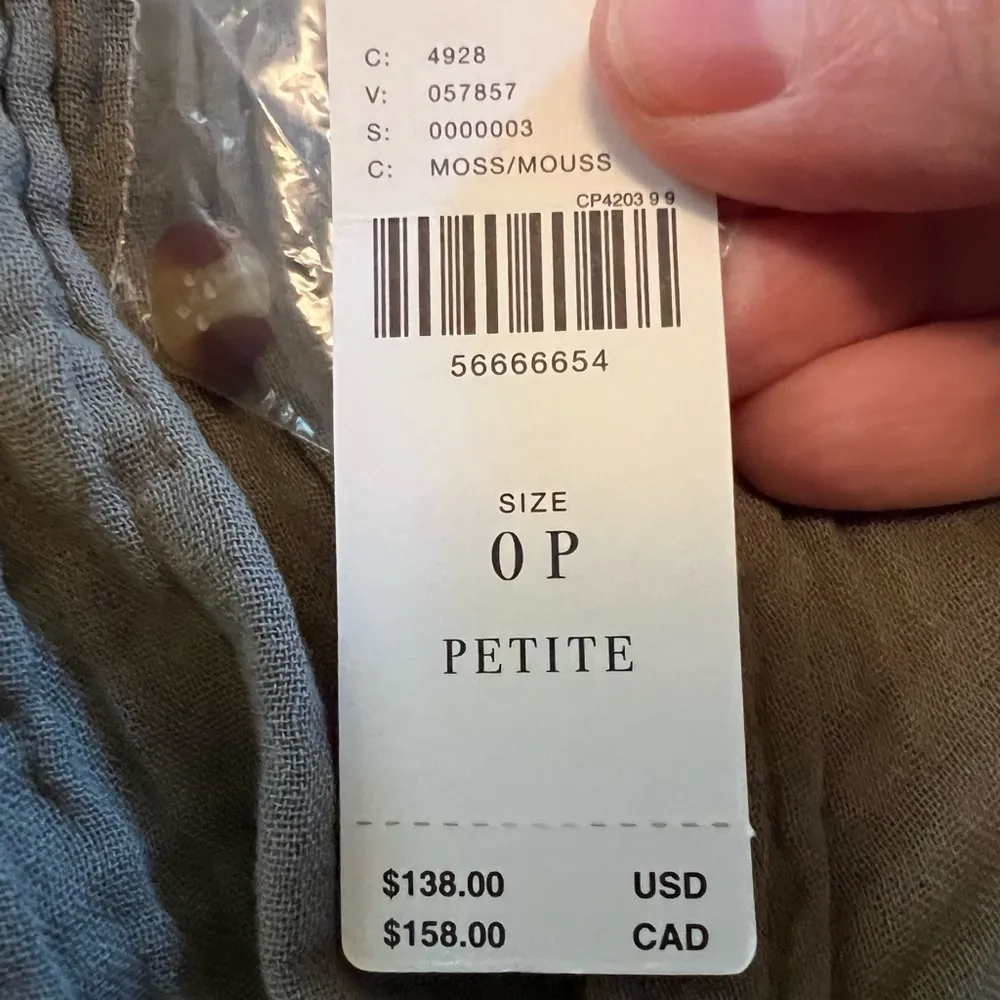 C: 4928
V: 057857
S: 0000003
C: MOSS/MOUSS
CP4203 9 9
56666654
SIZE
0 P
PETITE
$138.00 USD
$158.00 CAD